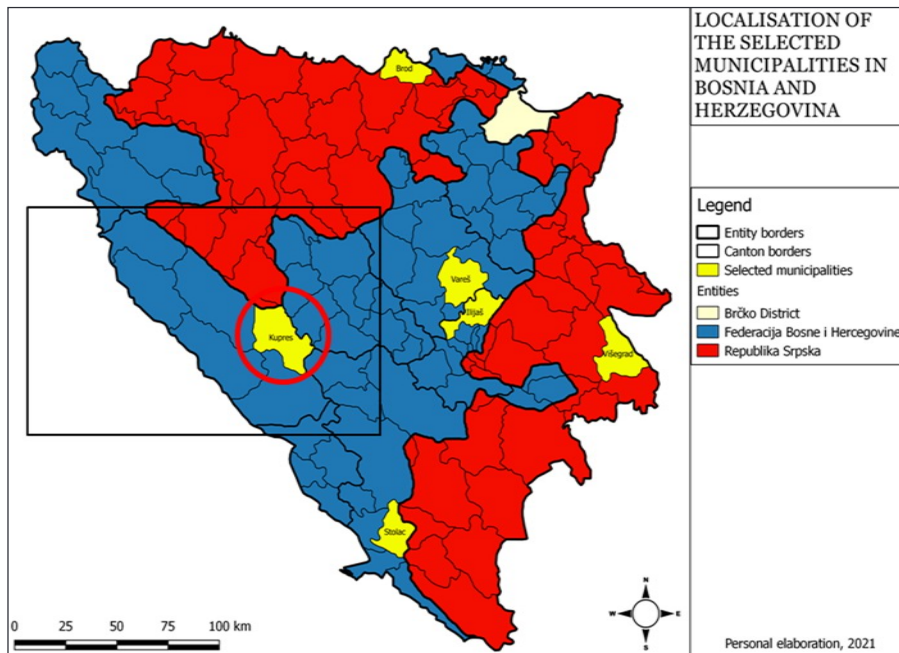 LOCALISATION OF
THE SELECTED
MUNICIPALITIES IN
BOSNIA AND
HERZEGOVINA
Legend
Entity borders
Canton borders
Selected municipalities
Entities
Brčko District
Federacija Bosne i Hercegovine
Republika Srpska
Brod
Vareš
Ilijaš
Kupres
Višegrad
Stolac
N
W E
S
0 25 50 75 100 km
Personal elaboration, 2021